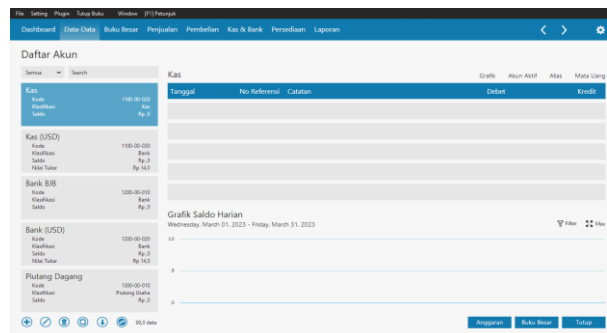 File Setting Plugin Tutup Buku Window [F1] Petunjuk
Dashboard Data-Data Buku Besar Penjualan Pembelian Kas & Bank Persediaan Laporan
Daftar Akun
Semua Search
Kas
Kode 1100-00-020
Klasifikasi Kas
Saldo Rp.,0
Kas (USD)
Kode 1100-00-030
Klasifikasi Bank
Saldo Rp.,0
Nilai Tukar Rp 14,0
Bank BJB
Kode 1200-00-010
Klasifikasi Bank
Saldo Rp.,0
Bank (USD)
Kode 1200-00-020
Klasifikasi Bank
Saldo Rp.,0
Nilai Tukar Rp 14,0
Piutang Dagang
Kode 1300-00-010
Klasifikasi Piutang Usaha
Saldo Rp.,0
93,0 data
Kas Grafik Akun Aktif Alias Mata Uang
Tanggal No Referensi Catatan Debet Kredit
Grafik Saldo Harian
Wednesday, March 01, 2023 - Friday, March 31, 2023 Filter Max
10
5
0
Anggaran Buku Besar Tutup